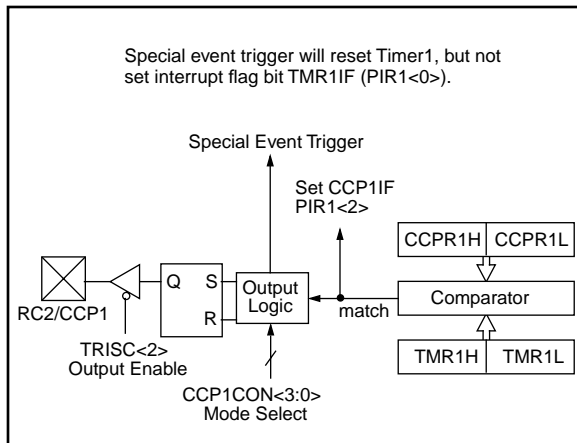 Special event trigger will reset Timer1, but not
set interrupt flag bit TMR1IF (PIR1<0>).
Special Event Trigger
Set CCP1IF
PIR1<2>
CCPR1H CCPR1L
Q S Output
R Logic
match
Comparator
RC2/CCP1
TRISC<2>
Output Enable
TMR1H TMR1L
CCP1CON<3:0>
Mode Select